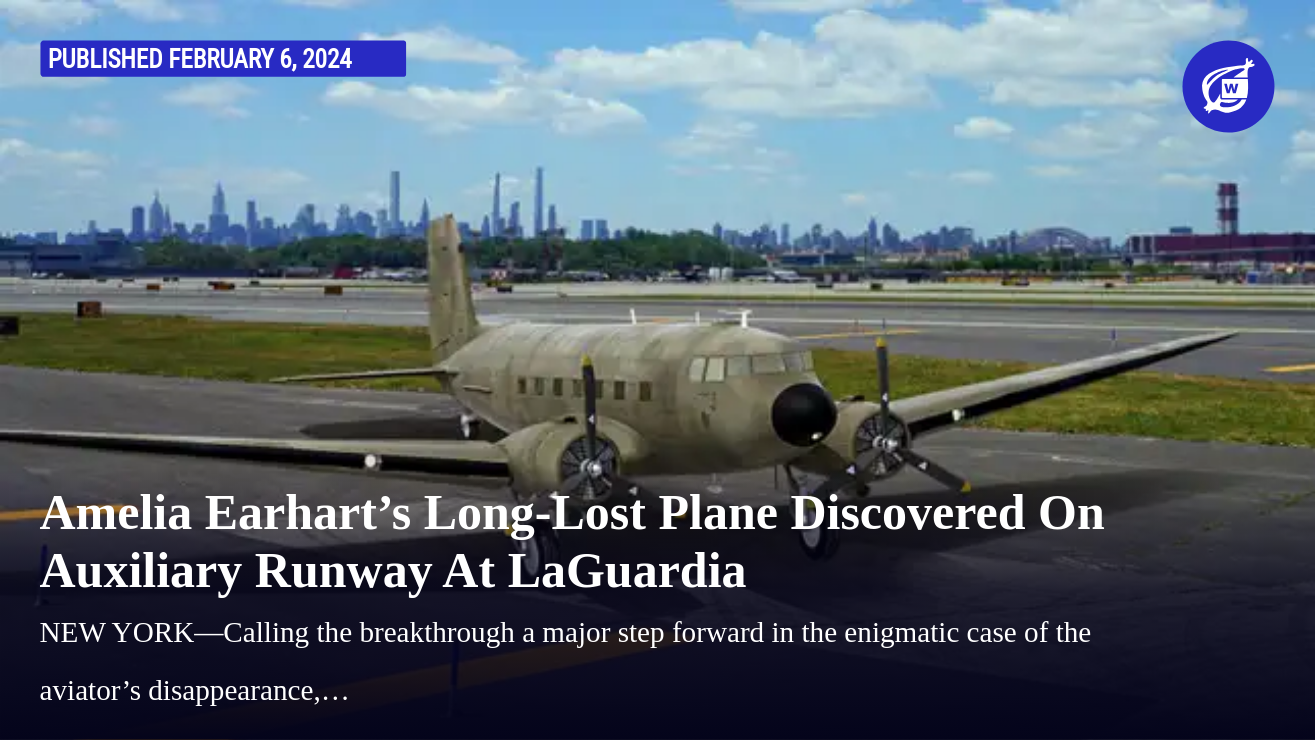 PUBLISHED FEBRUARY 6, 2024
W
Amelia Earhart’s Long-Lost Plane Discovered On
Auxiliary Runway At LaGuardia
NEW YORK—Calling the breakthrough a major step forward in the enigmatic case of the
aviator’s disappearance,…